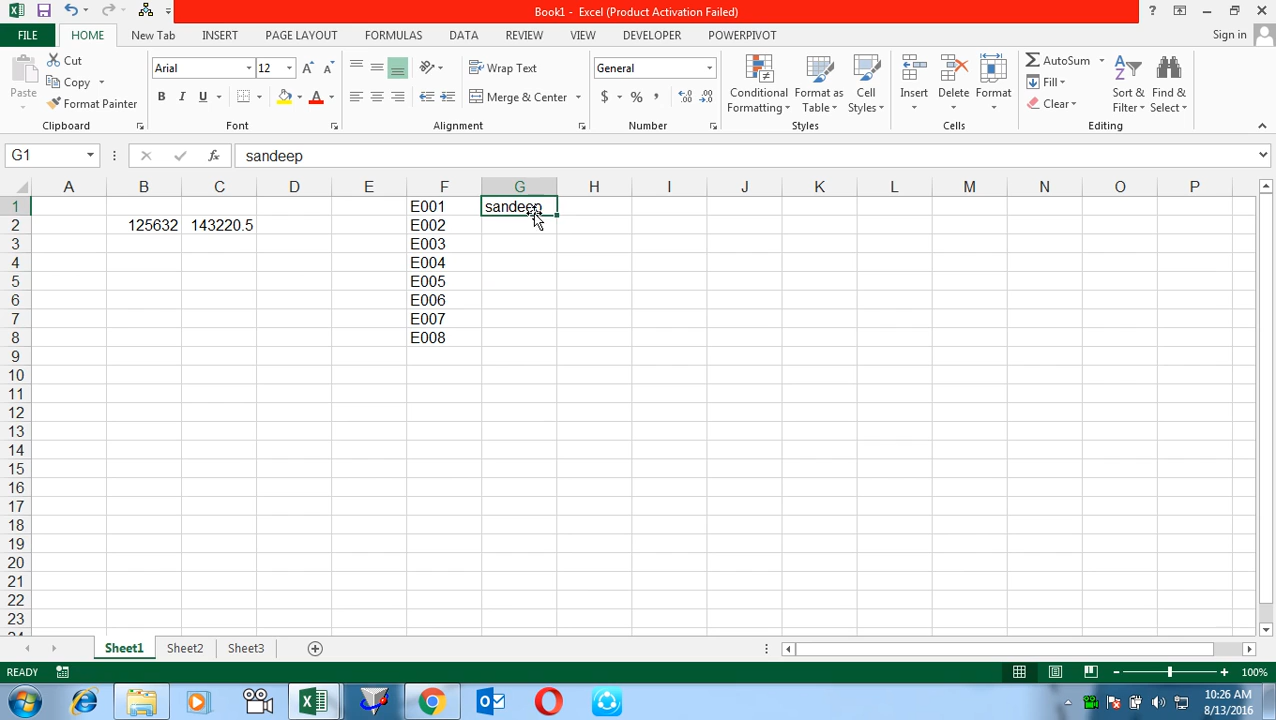 Book1 - Excel (Product Activation Failed)
FILE HOME New Tab INSERT PAGE LAYOUT FORMULAS DATA REVIEW VIEW DEVELOPER POWERPIVOT Sign in
Paste
Cut
Copy
Format Painter
Clipboard
Arial 12
B I U
Font
Wrap Text
Merge & Center
Alignment
General
$ % ,
Number
Conditional Formatting
Format as Table
Cell Styles
Styles
Insert Delete Format
Cells
AutoSum
Fill
Clear
Sort & Filter
Find & Select
Editing
G1 fx sandeep
A B C D E F G H I J K L M N O P
1 E001 sandeep
2 125632 143220.5 E002
3 E003
4 E004
5 E005
6 E006
7 E007
8 E008
9
10
11
12
13
14
15
16
17
18
19
20
21
22
23
Sheet1 Sheet2 Sheet3
READY 100%
10:26 AM
8/13/2016